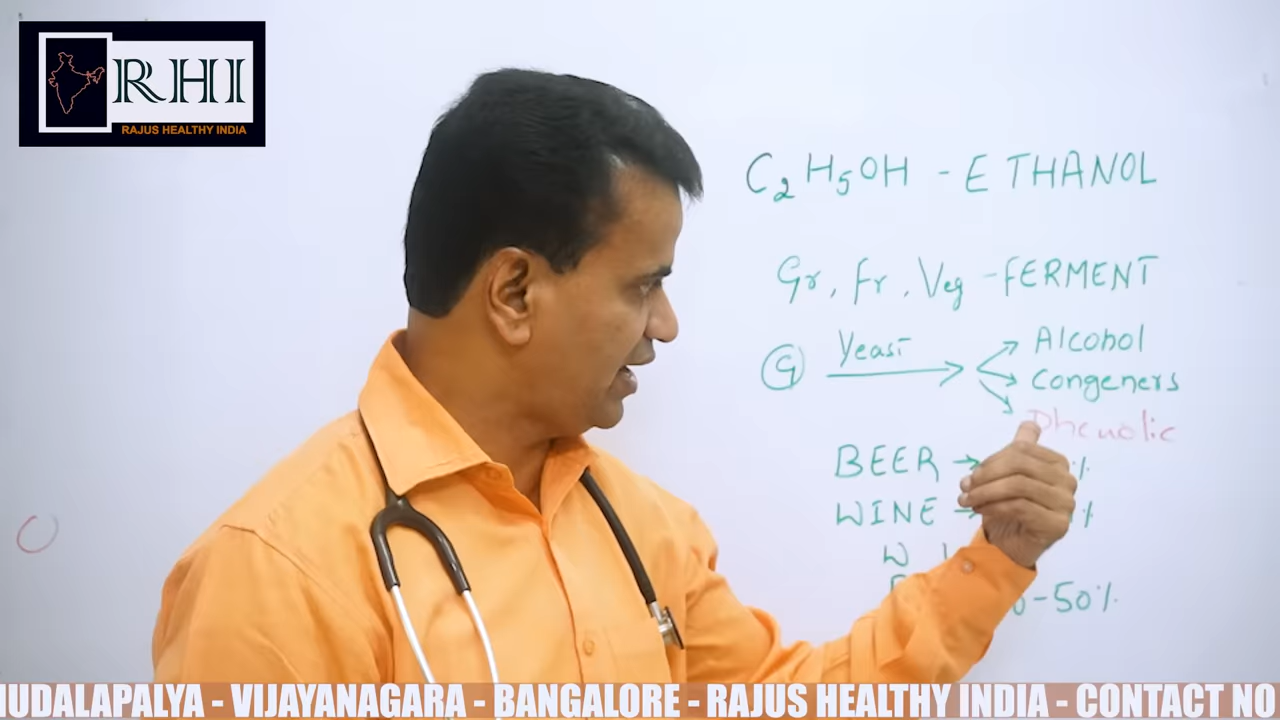 RHI
RAJUS HEALTHY INDIA
C2H5OH - ETHANOL
Gr, Fr, Veg - FERMENT
G Yeast → Alcohol
→ Congeners
→ Phenolic
BEER → %
WINE → %
W
-50%
- VIJAYANAGARA - BANGALORE - RAJUS HEALTHY INDIA - CONTACT NO